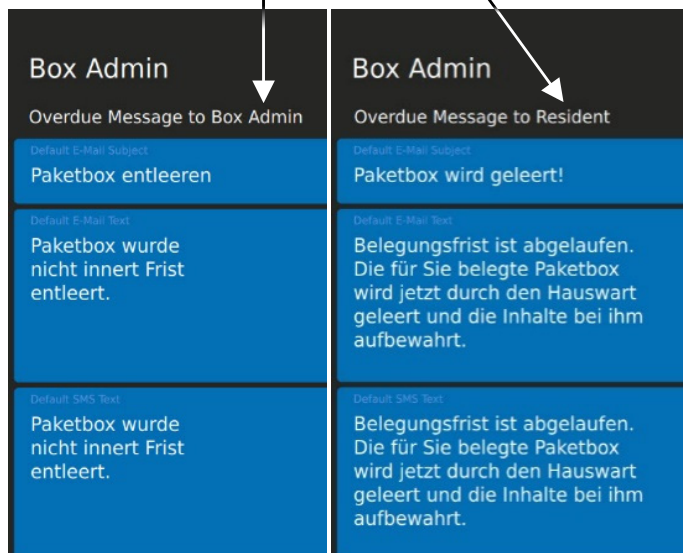 Box Admin
Overdue Message to Box Admin
Default E-Mail Subject
Paketbox entleeren
Default E-Mail Text
Paketbox wurde
nicht innert Frist
entleert.
Default SMS Text
Paketbox wurde
nicht innert Frist
entleert.
Box Admin
Overdue Message to Resident
Default E-Mail Subject
Paketbox wird geleert!
Default E-Mail Text
Belegungsfrist ist abgelaufen.
Die für Sie belegte Paketbox
wird jetzt durch den Hauswart
geleert und die Inhalte bei ihm
aufbewahrt.
Default SMS Text
Belegungsfrist ist abgelaufen.
Die für Sie belegte Paketbox
wird jetzt durch den Hauswart
geleert und die Inhalte bei ihm
aufbewahrt.